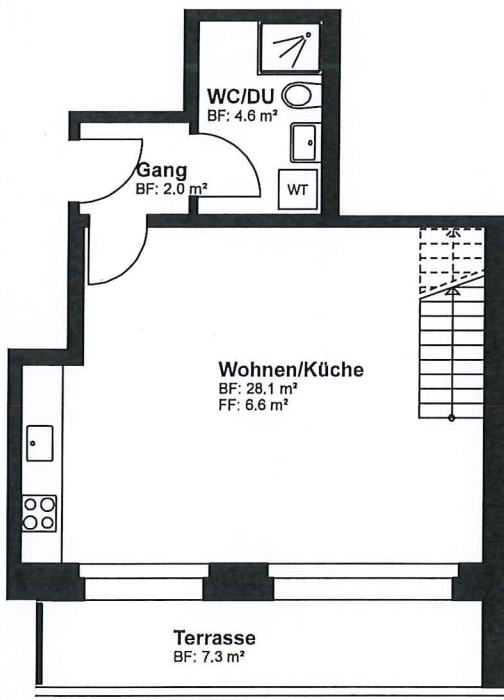 WC/DU
BF: 4.6 m²
Gang
BF: 2.0 m²
WT
Wohnen/Küche
BF: 28.1 m²
FF: 6.6 m²
Terrasse
BF: 7.3 m²